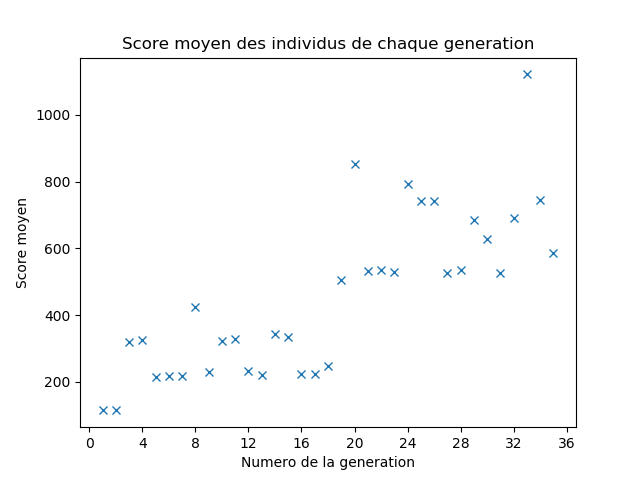 Score moyen des individus de chaque generation
1000
800
600
400
200
Score moyen
0 4 8 12 16 20 24 28 32 36
Numero de la generation